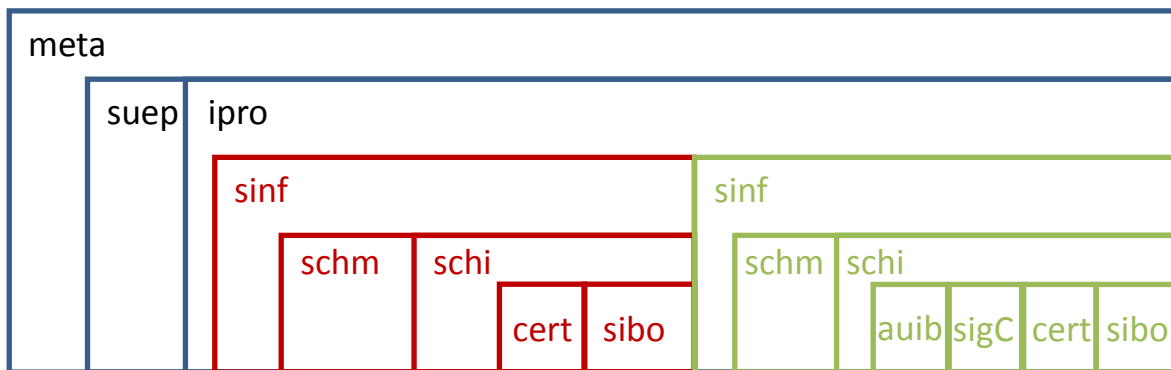 meta
suep ipro
sinf sinf
schm schi schm schi
cert sibo auib sigC cert sibo